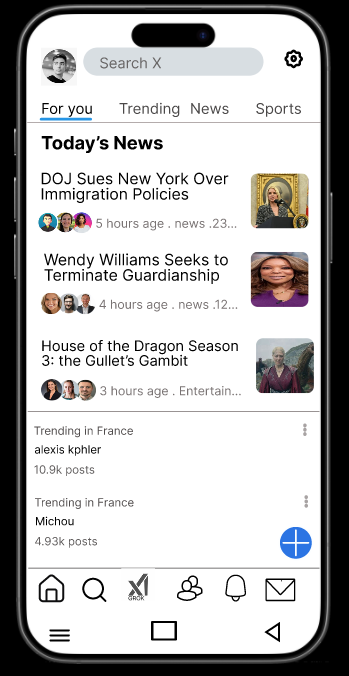 Search X
For you Trending News Sports
Today's News
DOJ Sues New York Over
Immigration Policies
5 hours ago . news .23...
Wendy Williams Seeks to
Terminate Guardianship
4 hours ago . news .12...
House of the Dragon Season
3: the Gullet's Gambit
3 hours ago . Entertain...
Trending in France
alexis kphler
10.9k posts
Trending in France
Michou
4.93k posts
GROK